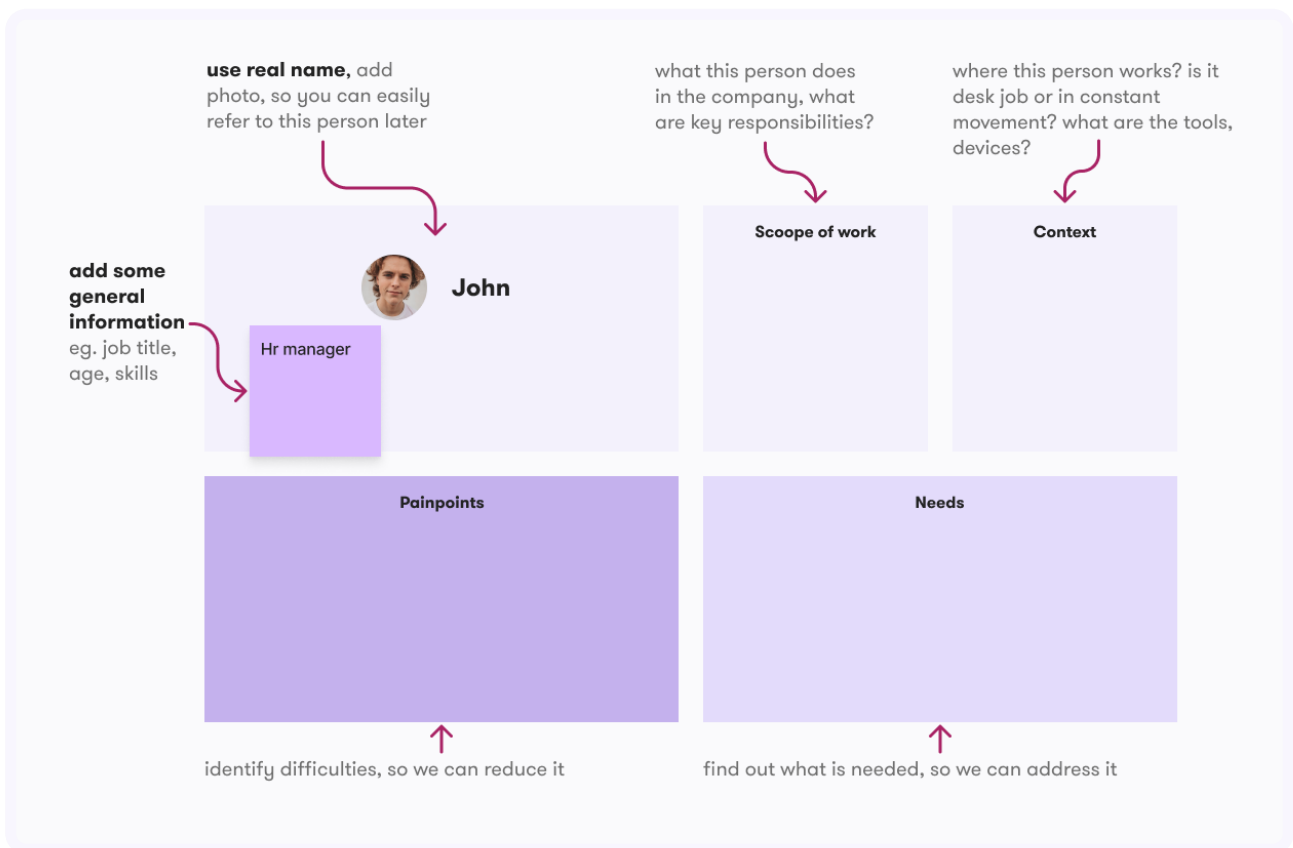 use real name, add
photo, so you can easily
refer to this person later
what this person does
in the company, what
are key responsibilities?
where this person works? is it
desk job or in constant
movement? what are the tools,
devices?
add some
general
information
eg. job title,
age, skills
John
Hr manager
Scoope of work
Context
Painpoints
Needs
identify difficulties, so we can reduce it
find out what is needed, so we can address it